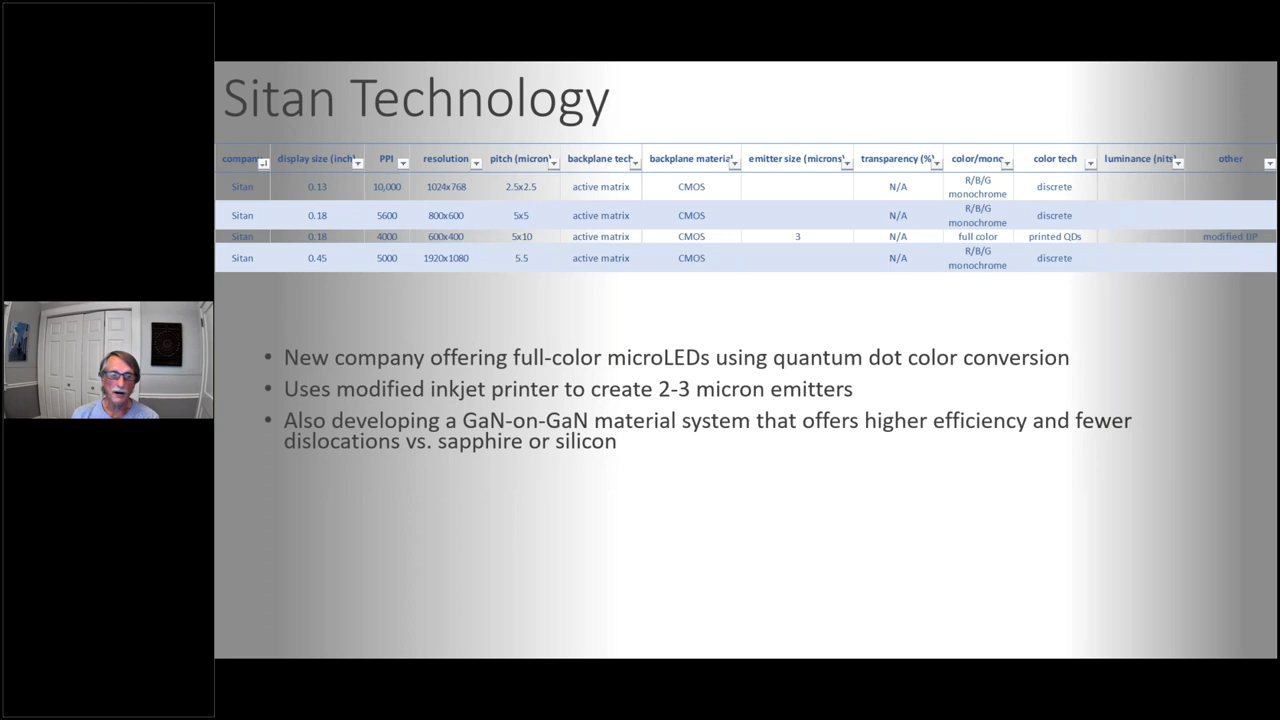 Sitan Technology
compan display size (inch) PPI resolution pitch (micron) backplane tech backplane material emitter size (microns) transparency (%) color/mono color tech luminance (nits) other
Sitan 0.13 10,000 1024x768 2.5x2.5 active matrix CMOS N/A R/B/G monochrome discrete
Sitan 0.18 5600 800x600 5x5 active matrix CMOS N/A R/B/G monochrome discrete
Sitan 0.18 4000 600x400 5x10 active matrix CMOS 3 N/A full color printed QDs modified IJP
Sitan 0.45 5000 1920x1080 5.5 active matrix CMOS N/A R/B/G monochrome discrete
• New company offering full-color microLEDs using quantum dot color conversion
• Uses modified inkjet printer to create 2-3 micron emitters
• Also developing a GaN-on-GaN material system that offers higher efficiency and fewer
dislocations vs. sapphire or silicon